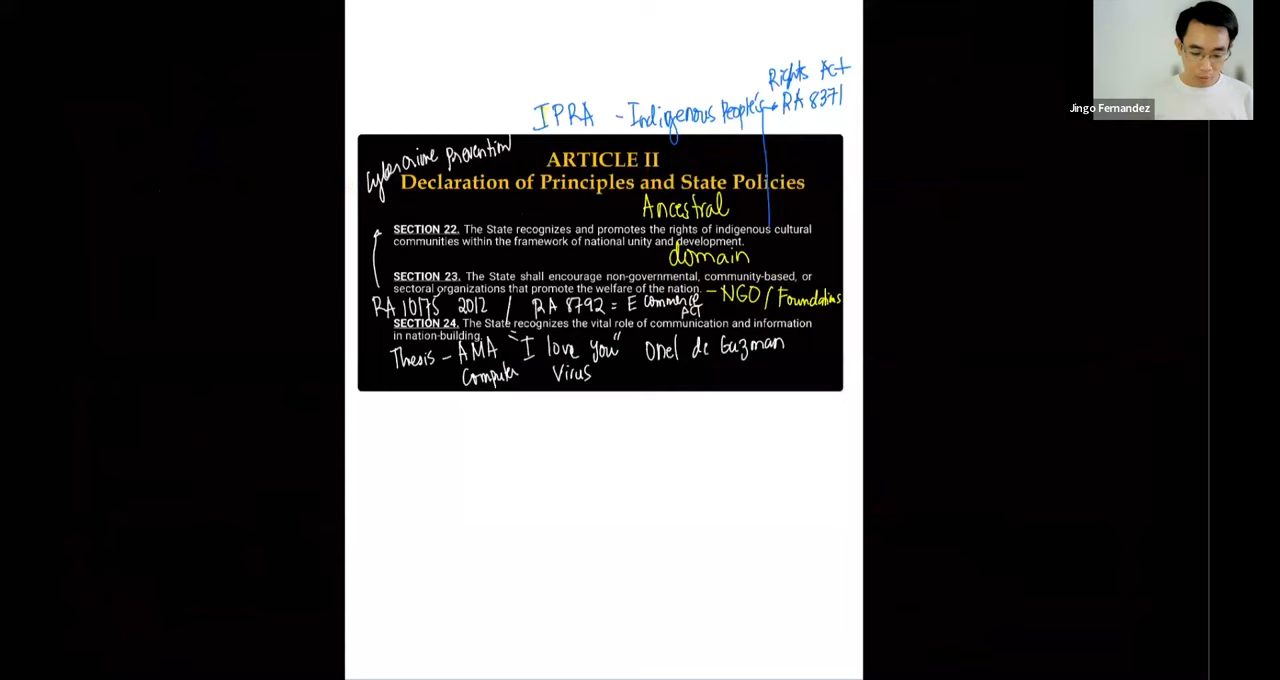 Rights Act
IPRA - Indigenous People's RA 8371
Jingo Fernandez
Cybercrime Prevention
ARTICLE II
Declaration of Principles and State Policies
Ancestral
SECTION 22. The State recognizes and promotes the rights of indigenous cultural
communities within the framework of national unity and development.
domain
SECTION 23. The State shall encourage non-governmental, community-based, or
sectoral organizations that promote the welfare of the nation. - NGO / Foundations
RA 10175 2012 / RA 8792 = E Commerce
ACT
SECTION 24. The State recognizes the vital role of communication and information
in nation-building.
Thesis - AMA "I love you" Onel de Guzman
Computer Virus